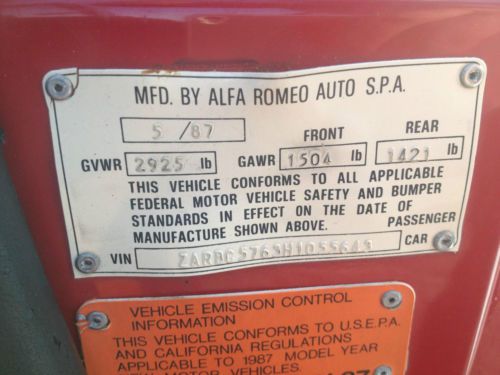 MFD. BY ALFA ROMEO AUTO S.P.A.
5 /87 FRONT REAR
GVWR 2925 lb GAWR 1504 lb 1421 lb
THIS VEHICLE CONFORMS TO ALL APPLICABLE
FEDERAL MOTOR VEHICLE SAFETY AND BUMPER
STANDARDS IN EFFECT ON THE DATE OF
MANUFACTURE SHOWN ABOVE. PASSENGER
VIN CAR
VEHICLE EMISSION CONTROL
INFORMATION
THIS VEHICLE CONFORMS TO U.S.E.P.A.
AND CALIFORNIA REGULATIONS
APPLICABLE TO 1987 MODEL YEAR
NEW MOTOR VEHICLES.